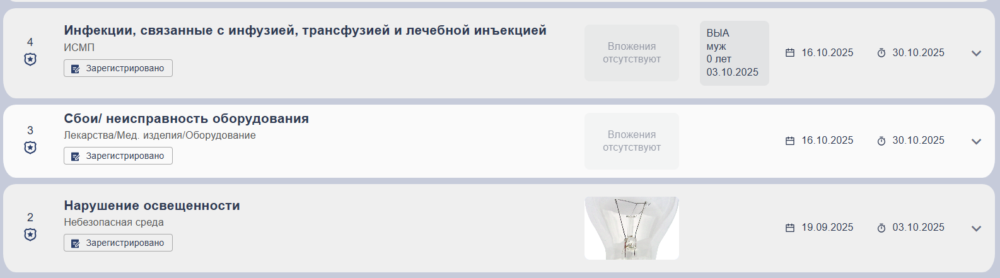 4
Инфекции, связанные с инфузией, трансфузией и лечебной инъекцией
ИСМП
Зарегистрировано
Вложения
отсутствуют
ВЫА
муж
0 лет
03.10.2025
16.10.2025
30.10.2025
3
Сбои/ неисправность оборудования
Лекарства/Мед. изделия/Оборудование
Зарегистрировано
Вложения
отсутствуют
16.10.2025
30.10.2025
2
Нарушение освещенности
Небезопасная среда
Зарегистрировано
19.09.2025
03.10.2025